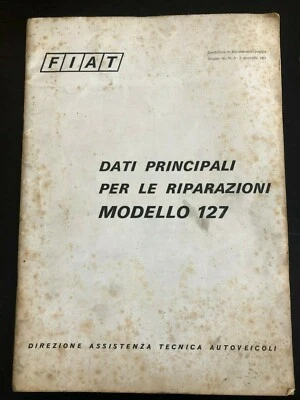 FIAT
DATI PRINCIPALI
PER LE RIPARAZIONI
MODELLO 127
DIREZIONE ASSISTENZA TECNICA AUTOVEICOLI